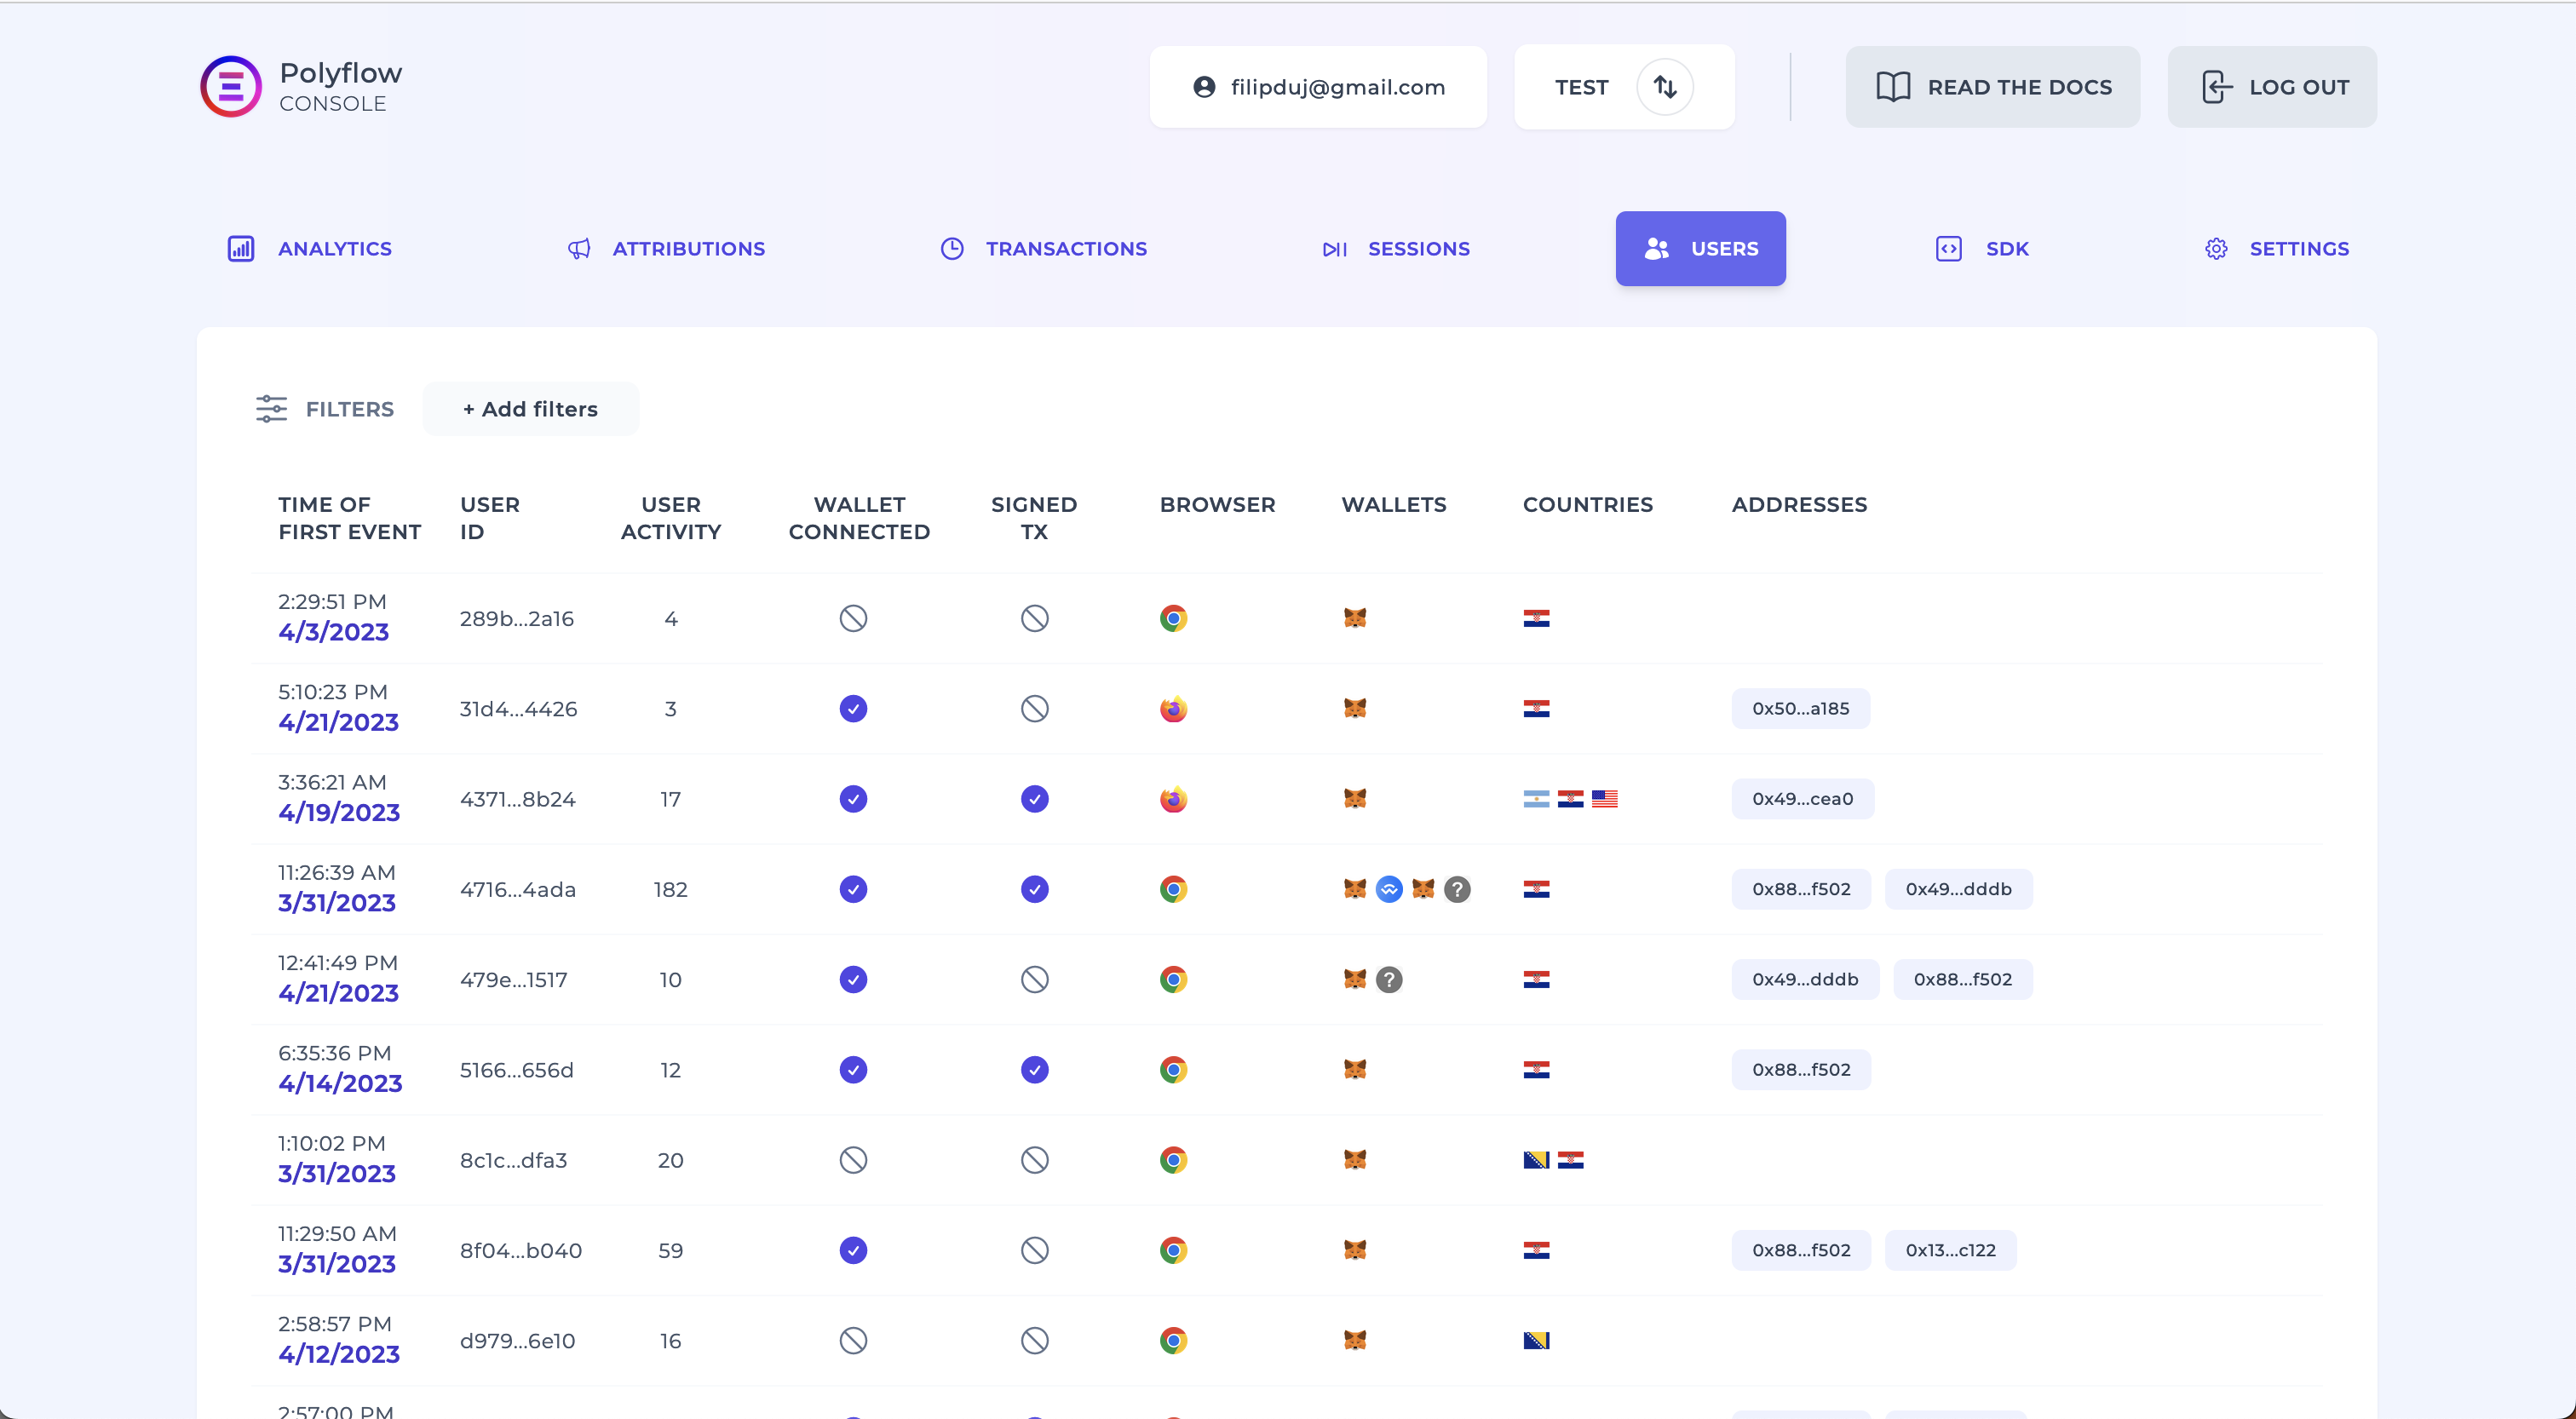 Polyflow
CONSOLE
filipduj@gmail.com
TEST
READ THE DOCS
LOG OUT
ANALYTICS
ATTRIBUTIONS
TRANSACTIONS
SESSIONS
USERS
SDK
SETTINGS
FILTERS
+ Add filters
TIME OF
FIRST EVENT
USER
ID
USER
ACTIVITY
WALLET
CONNECTED
SIGNED
TX
BROWSER
WALLETS
COUNTRIES
ADDRESSES
2:29:51 PM
4/3/2023
289b...2a16
4
5:10:23 PM
4/21/2023
31d4...4426
3
0x50...a185
3:36:21 AM
4/19/2023
4371...8b24
17
0x49...cea0
11:26:39 AM
3/31/2023
4716...4ada
182
?
0x88...f502
0x49...dddb
12:41:49 PM
4/21/2023
479e...1517
10
?
0x49...dddb
0x88...f502
6:35:36 PM
4/14/2023
5166...656d
12
0x88...f502
1:10:02 PM
3/31/2023
8c1c...dfa3
20
11:29:50 AM
3/31/2023
8f04...b040
59
0x88...f502
0x13...c122
2:58:57 PM
4/12/2023
d979...6e10
16
2:57:00 PM